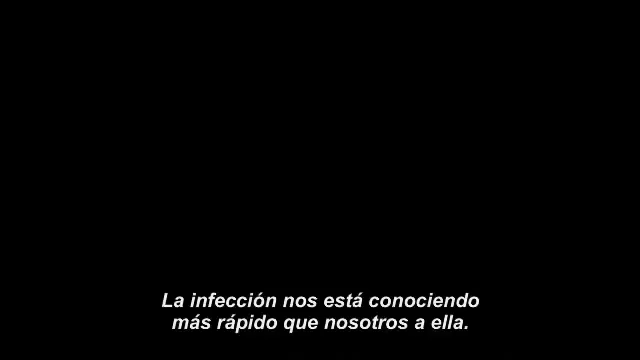 La infección nos está conociendo
más rápido que nosotros a ella.